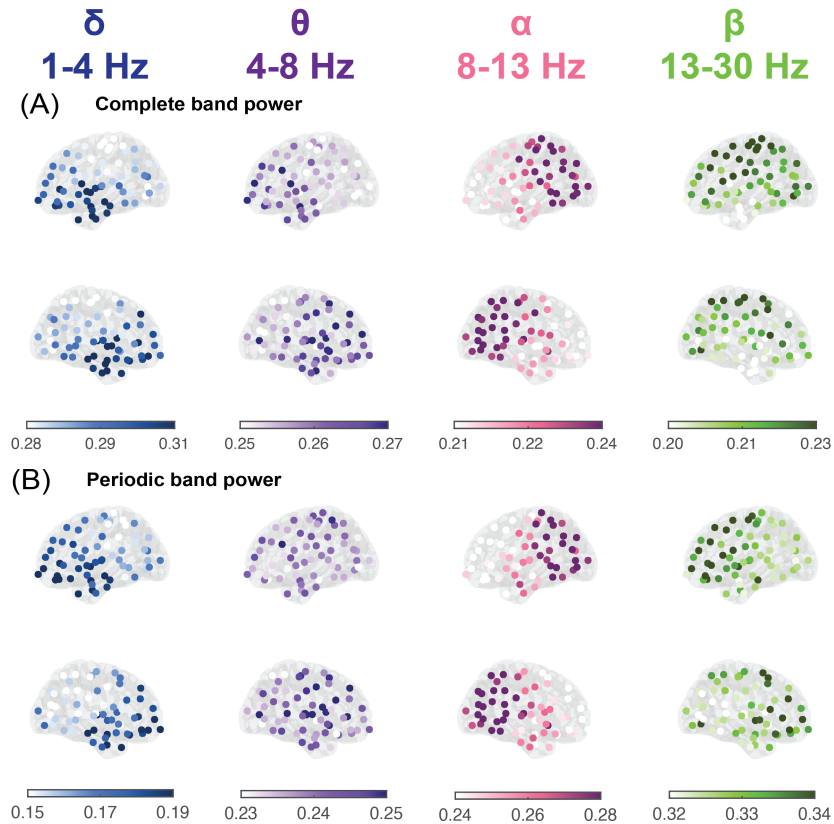 δ θ α β
1-4 Hz 4-8 Hz 8-13 Hz 13-30 Hz
(A) Complete band power
0.28 0.29 0.31 0.25 0.26 0.27 0.21 0.22 0.24 0.20 0.21 0.23
(B) Periodic band power
0.15 0.17 0.19 0.23 0.24 0.25 0.24 0.26 0.28 0.32 0.33 0.34